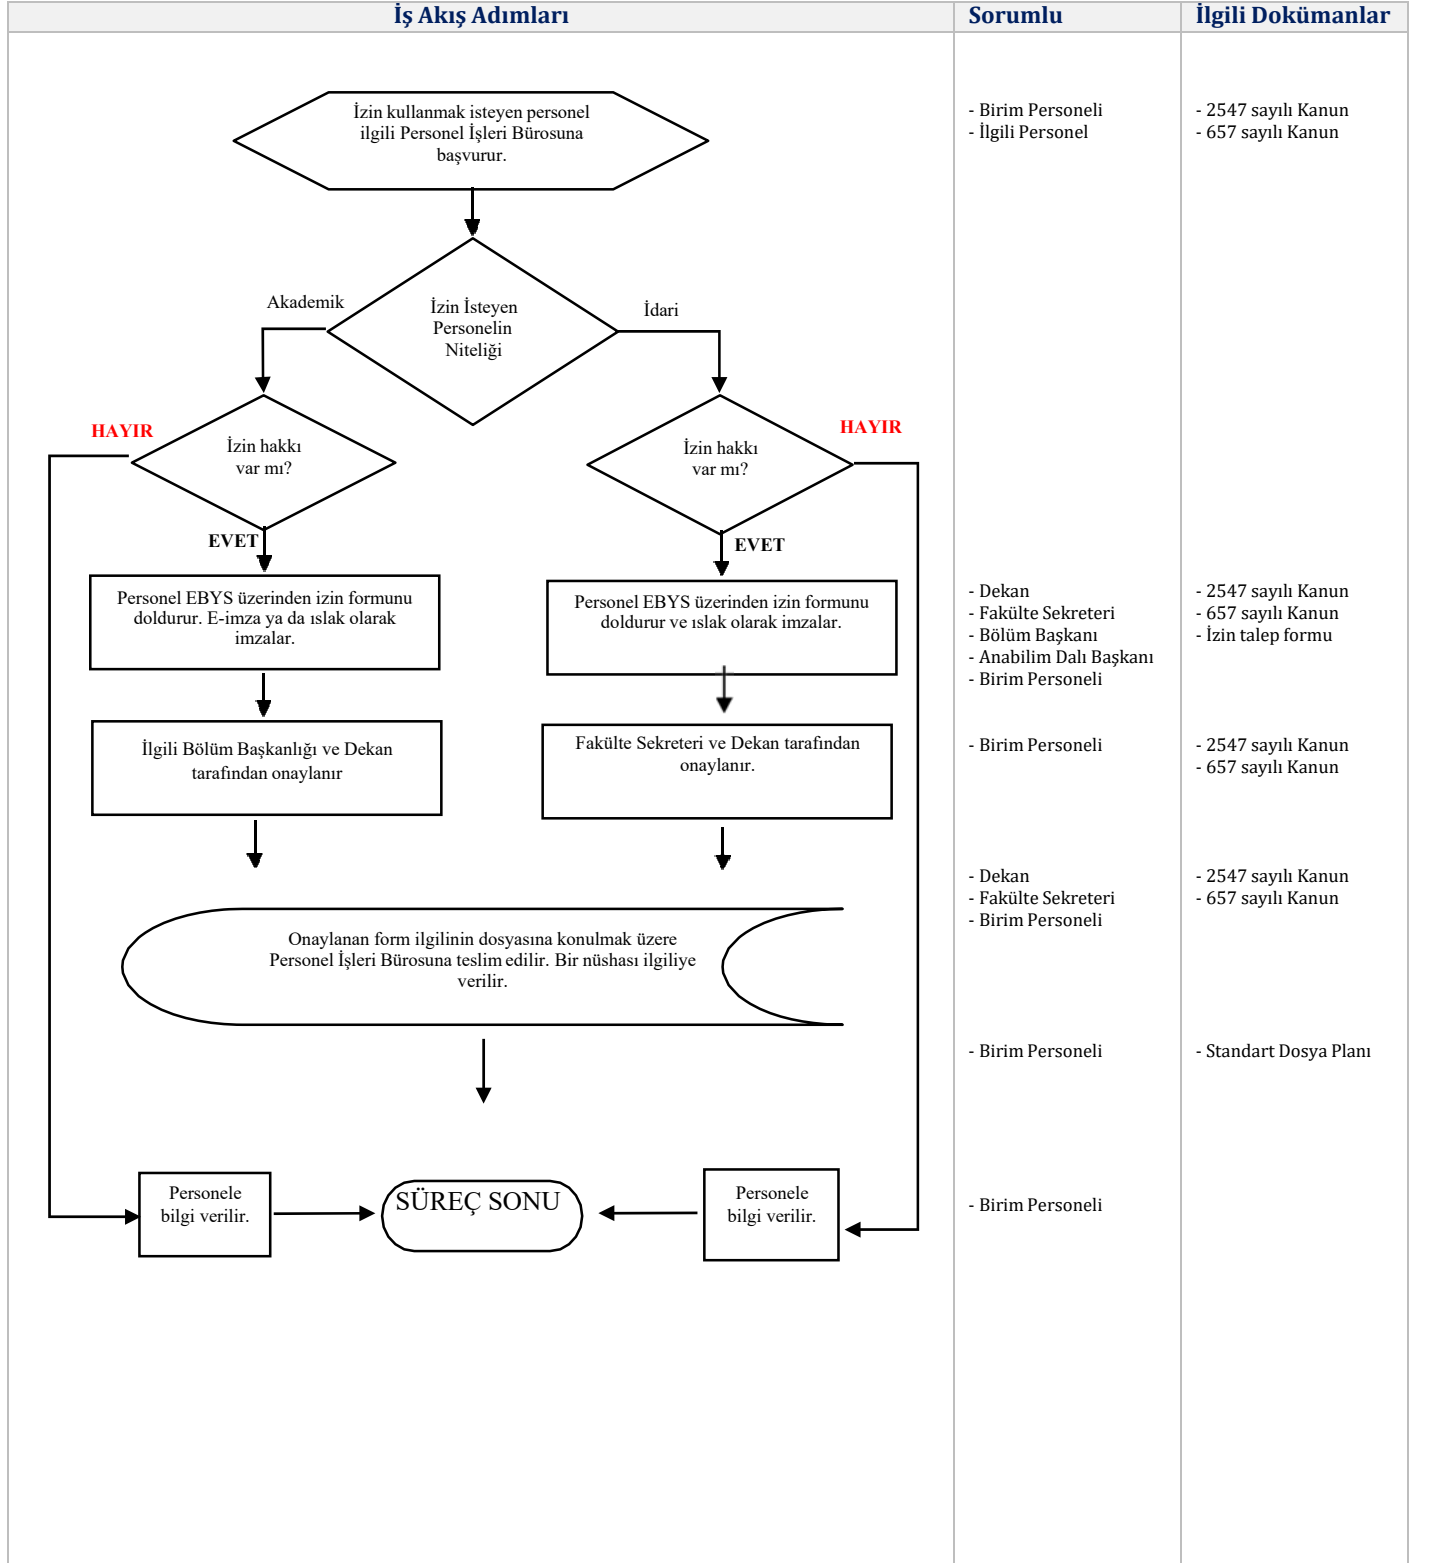 İş Akış Adımları
Sorumlu
İlgili Dokümanlar
İzin kullanmak isteyen personel
ilgili Personel İşleri Bürosuna
başvurur.
- Birim Personeli
- İlgili Personel
- 2547 sayılı Kanun
- 657 sayılı Kanun
Akademik
İzin İsteyen
Personelin
Niteliği
İdari
HAYIR
İzin hakkı
var mı?
EVET
İzin hakkı
var mı?
HAYIR
EVET
Personel EBYS üzerinden izin formunu
doldurur. E-imza ya da ıslak olarak
imzalar.
Personel EBYS üzerinden izin formunu
doldurur ve ıslak olarak imzalar.
- Dekan
- Fakülte Sekreteri
- Bölüm Başkanı
- Anabilim Dalı Başkanı
- Birim Personeli
- 2547 sayılı Kanun
- 657 sayılı Kanun
- İzin talep formu
İlgili Bölüm Başkanlığı ve Dekan
tarafından onaylanır
Fakülte Sekreteri ve Dekan tarafından
onaylanır.
- Birim Personeli
- 2547 sayılı Kanun
- 657 sayılı Kanun
- Dekan
- Fakülte Sekreteri
- Birim Personeli
- 2547 sayılı Kanun
- 657 sayılı Kanun
Onaylanan form ilgilinin dosyasına konulmak üzere
Personel İşleri Bürosuna teslim edilir. Bir nüshası ilgiliye
verilir.
- Birim Personeli
- Standart Dosya Planı
Personele
bilgi verilir.
SÜREÇ SONU
Personele
bilgi verilir.
- Birim Personeli